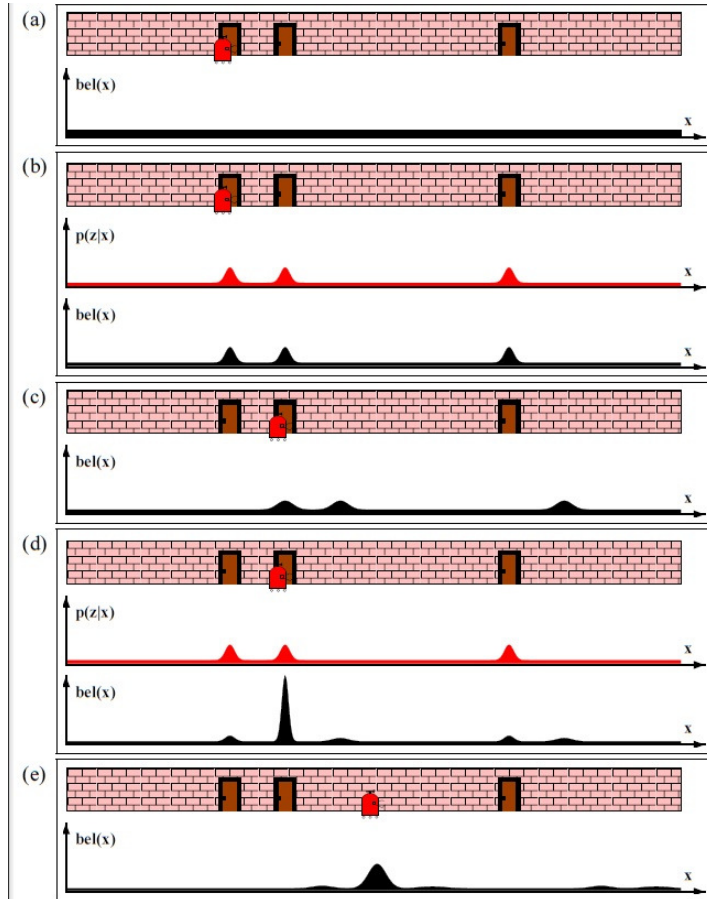 (a)
bel(x)
x
(b)
p(z|x)
x
bel(x)
x
(c)
bel(x)
x
(d)
p(z|x)
x
bel(x)
x
(e)
bel(x)
x